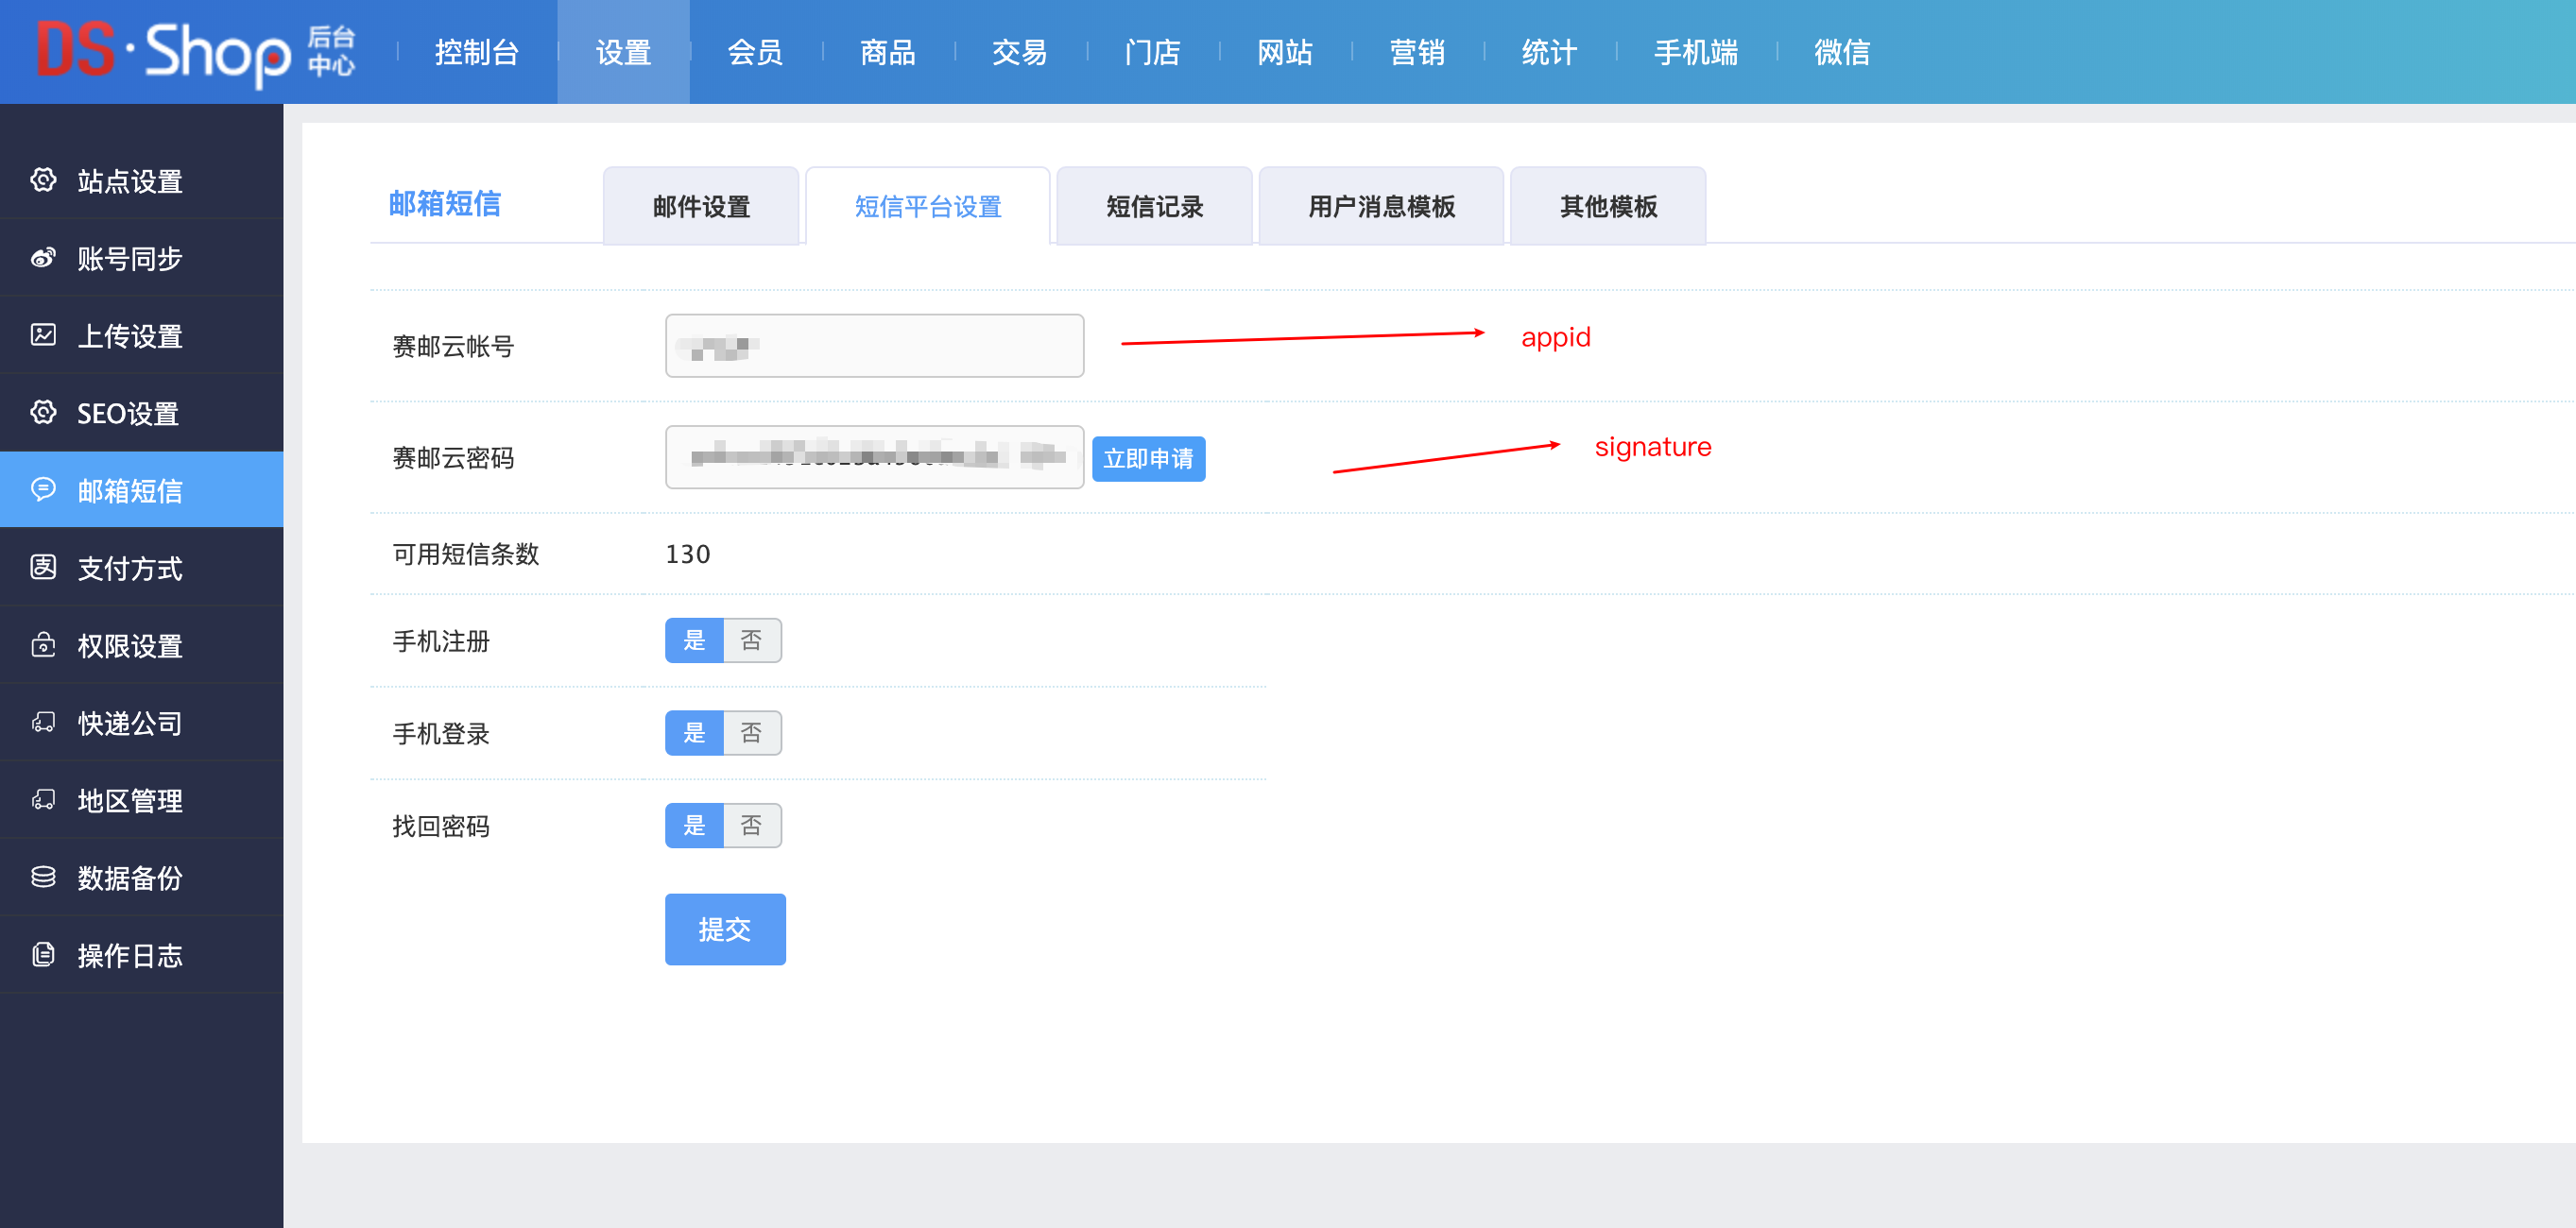 DS·Shop 后台中心
控制台 设置 会员 商品 交易 门店 网站 营销 统计 手机端 微信
站点设置
账号同步
上传设置
SEO设置
邮箱短信
支付方式
权限设置
快递公司
地区管理
数据备份
操作日志
邮箱短信 邮件设置 短信平台设置 短信记录 用户消息模板 其他模板
赛邮云帐号 appid
赛邮云密码 立即申请 signature
可用短信条数 130
手机注册 是 否
手机登录 是 否
找回密码 是 否
提交